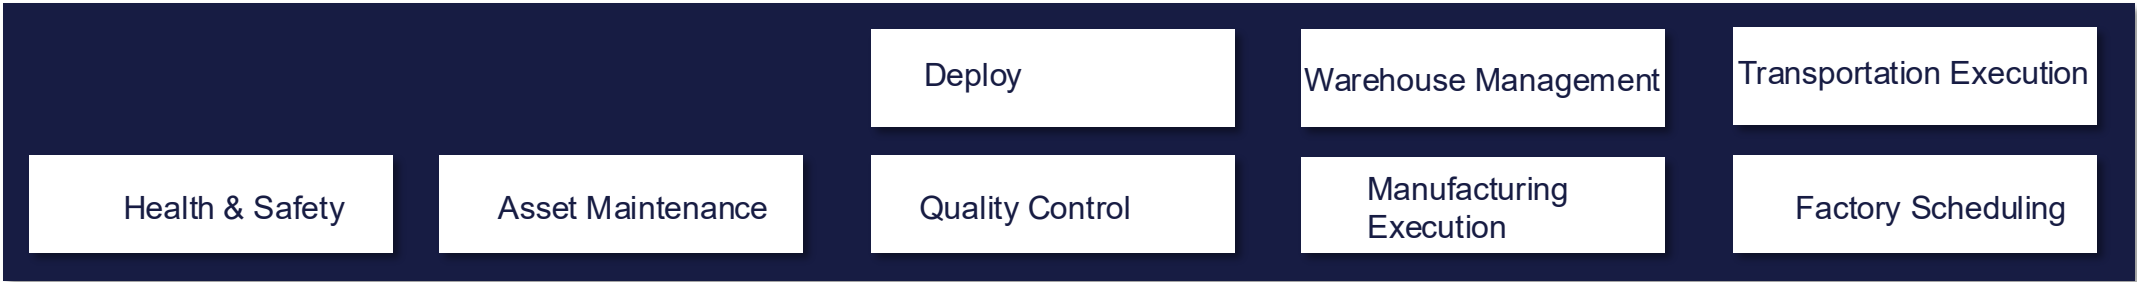 Deploy
Warehouse Management
Transportation Execution
Health & Safety
Asset Maintenance
Quality Control
Manufacturing
Execution
Factory Scheduling